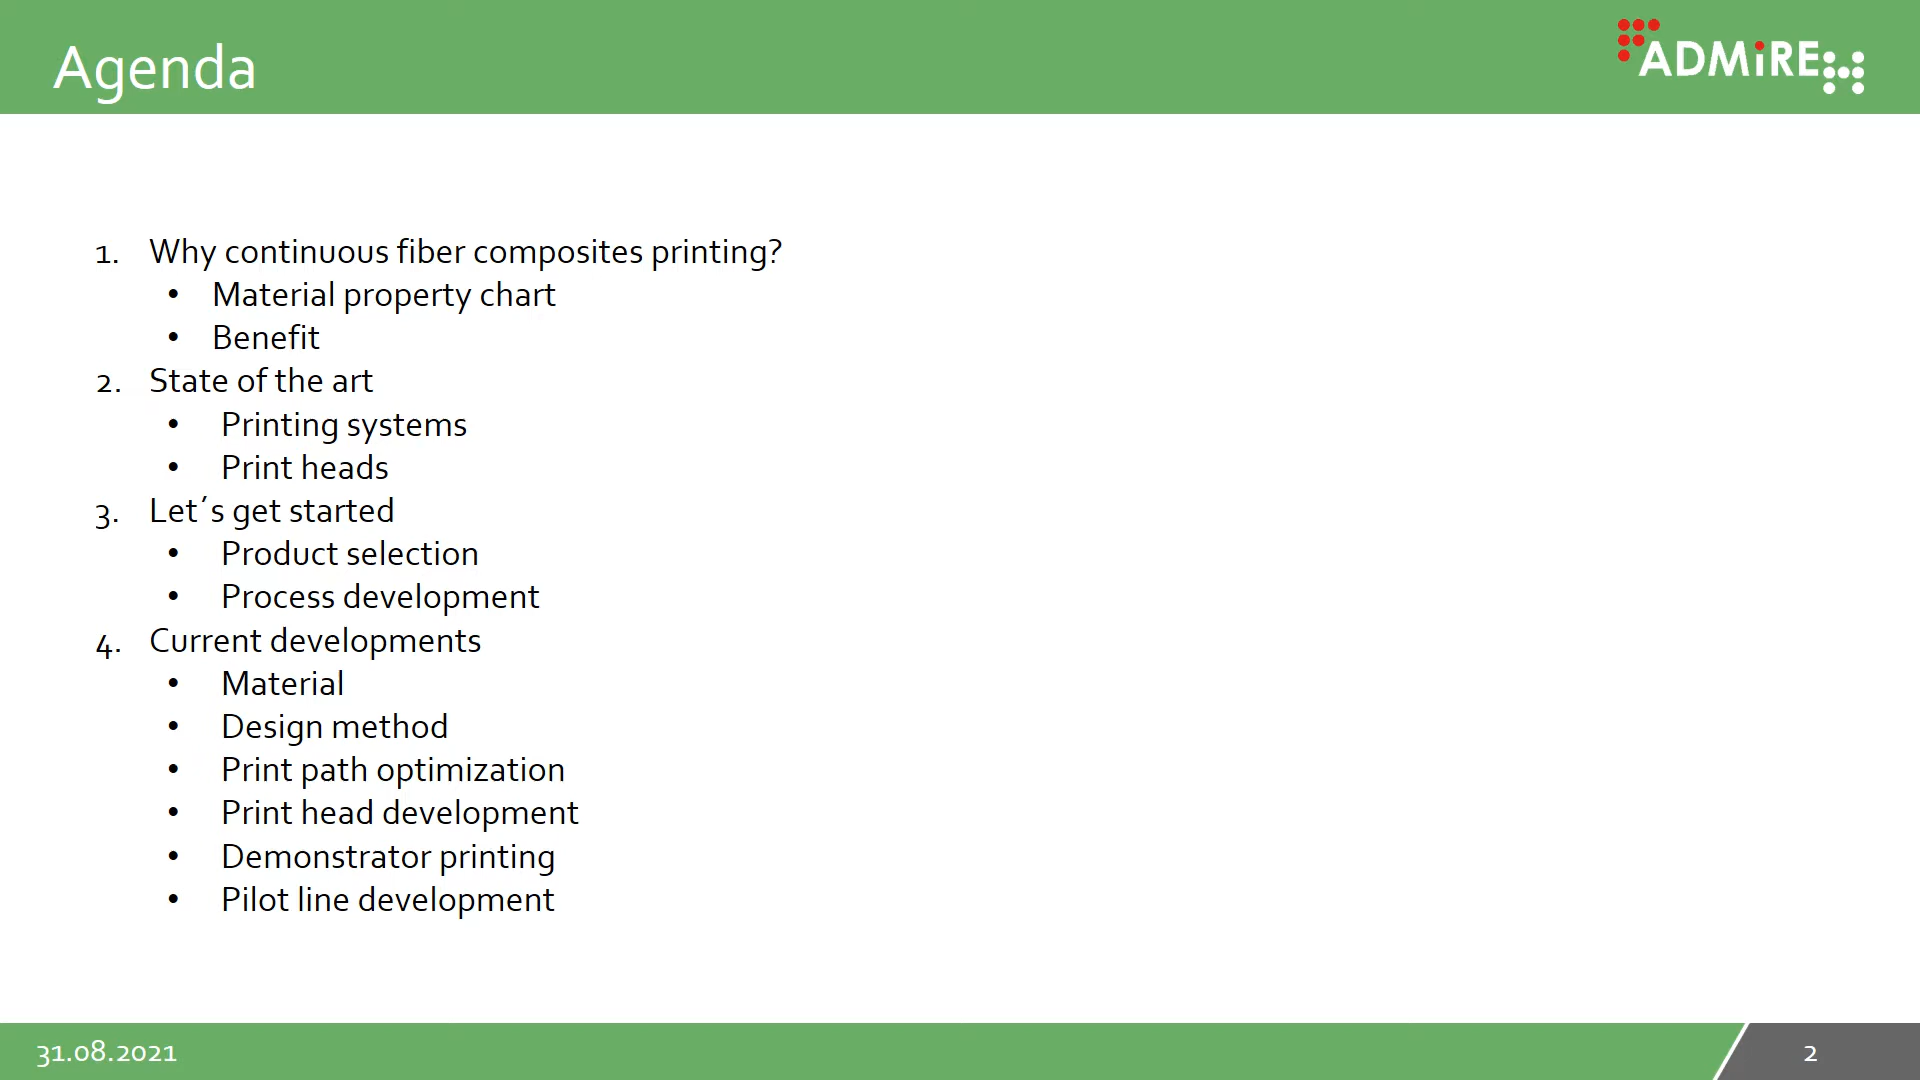 Agenda
ADMiRE
1. Why continuous fiber composites printing?
• Material property chart
• Benefit
2. State of the art
• Printing systems
• Print heads
3. Let´s get started
• Product selection
• Process development
4. Current developments
• Material
• Design method
• Print path optimization
• Print head development
• Demonstrator printing
• Pilot line development
31.08.2021
2